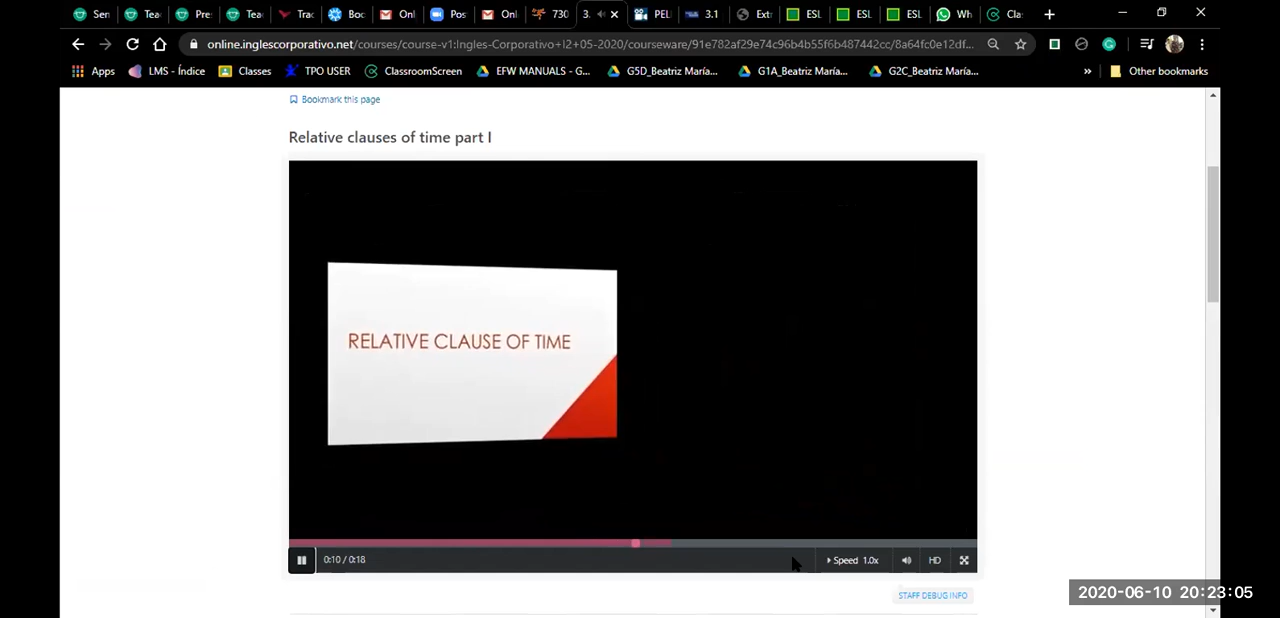 Sen
Tea
Pre
Tea
Trac
Boc
Onl
Pos
Onl
730
3.
PEL
3.1
Ext
ESL
ESL
ESL
Wh
Cla
online.inglescorporativo.net/courses/course-v1:Ingles-Corporativo+I2+05-2020/courseware/91e782af29e74c96b4b55f6b487442cc/8a64fc0e12df...
Apps
LMS - Índice
Classes
TPO USER
ClassroomScreen
EFW MANUALS - G...
G5D_Beatriz María...
G1A_Beatriz María...
G2C_Beatriz María...
»
Other bookmarks
Bookmark this page
Relative clauses of time part I
RELATIVE CLAUSE OF TIME
0:10 / 0:18
Speed 1.0x
HD
STAFF DEBUG INFO
2020-06-10 20:23:05